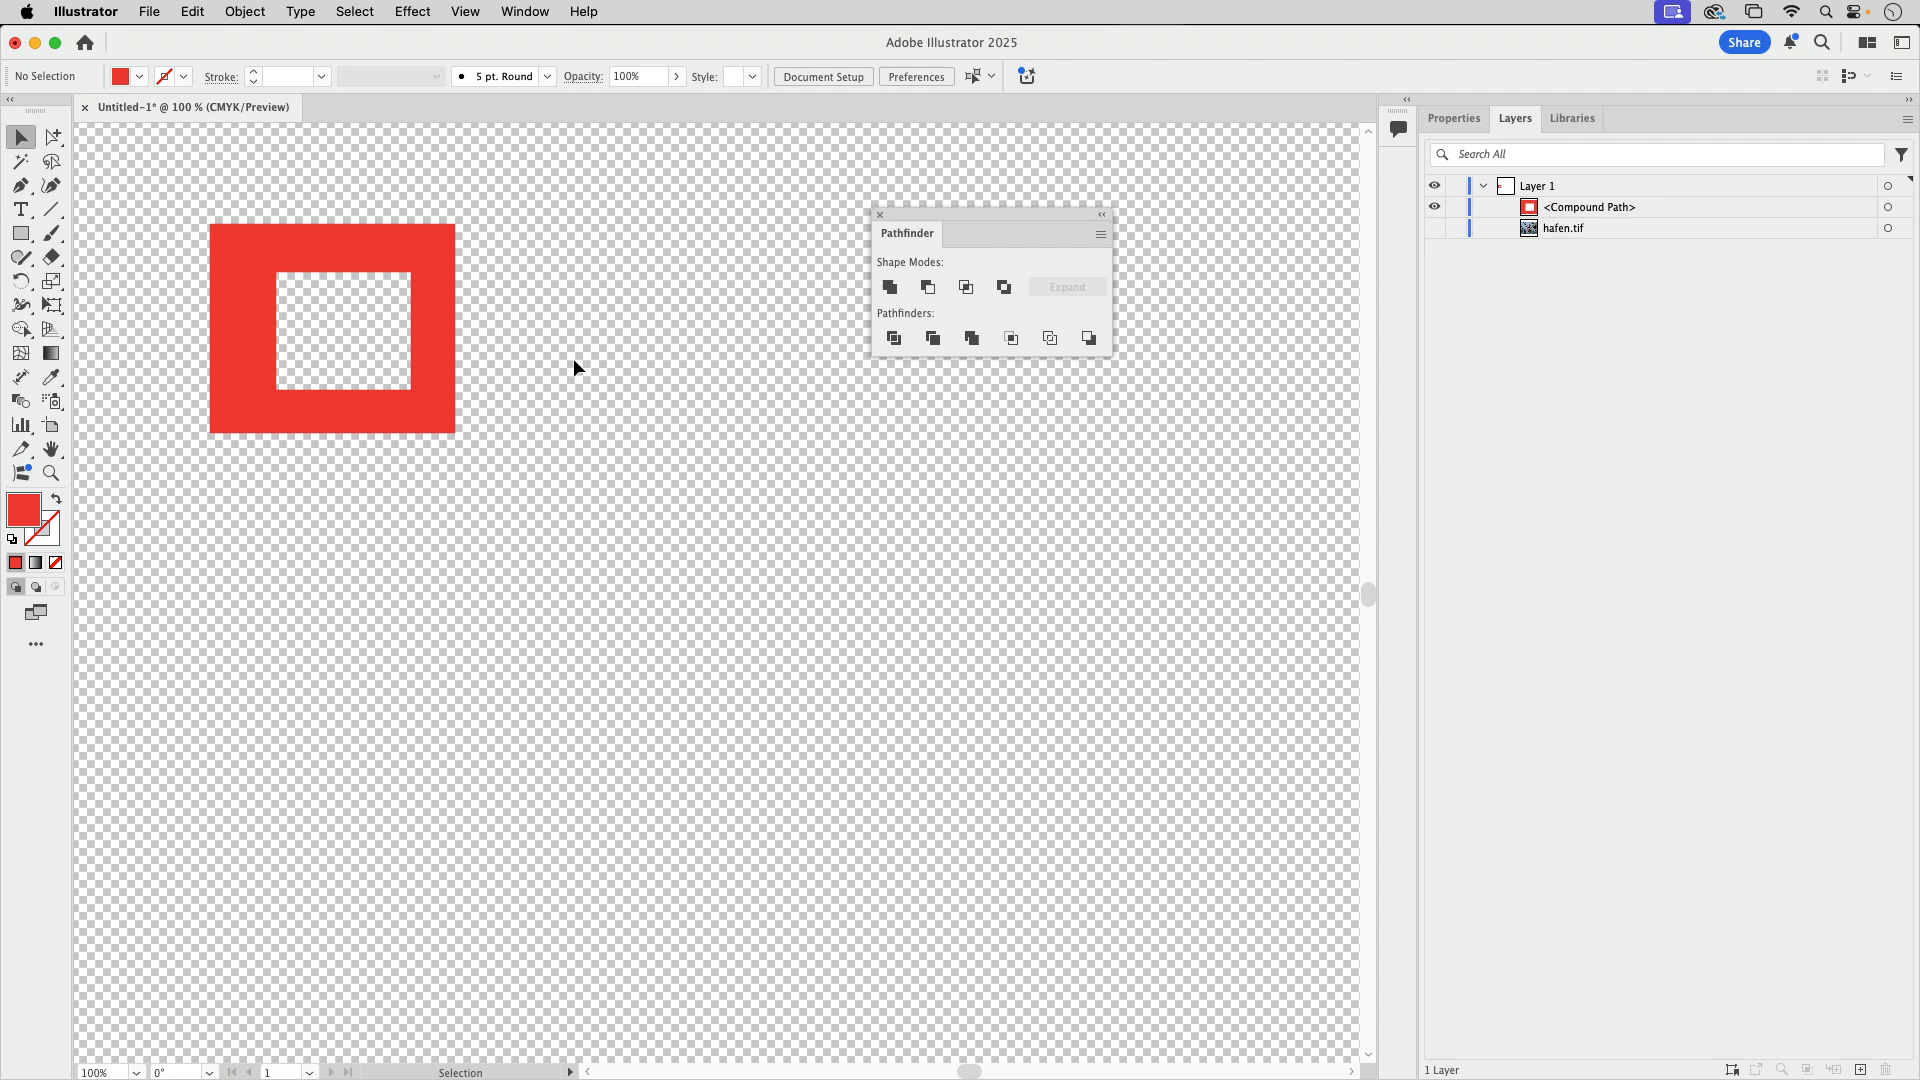 Illustrator File Edit Object Type Select Effect View Window Help
Adobe Illustrator 2025
Share
No Selection
Stroke:
5 pt. Round
Opacity:
100%
Style:
Document Setup
Preferences
Untitled-1* @ 100 % (CMYK/Preview)
Properties Layers Libraries
Search All
Layer 1
<Compound Path>
hafen.tif
Pathfinder
Shape Modes:
Expand
Pathfinders:
100%
0°
1
Selection
1 Layer